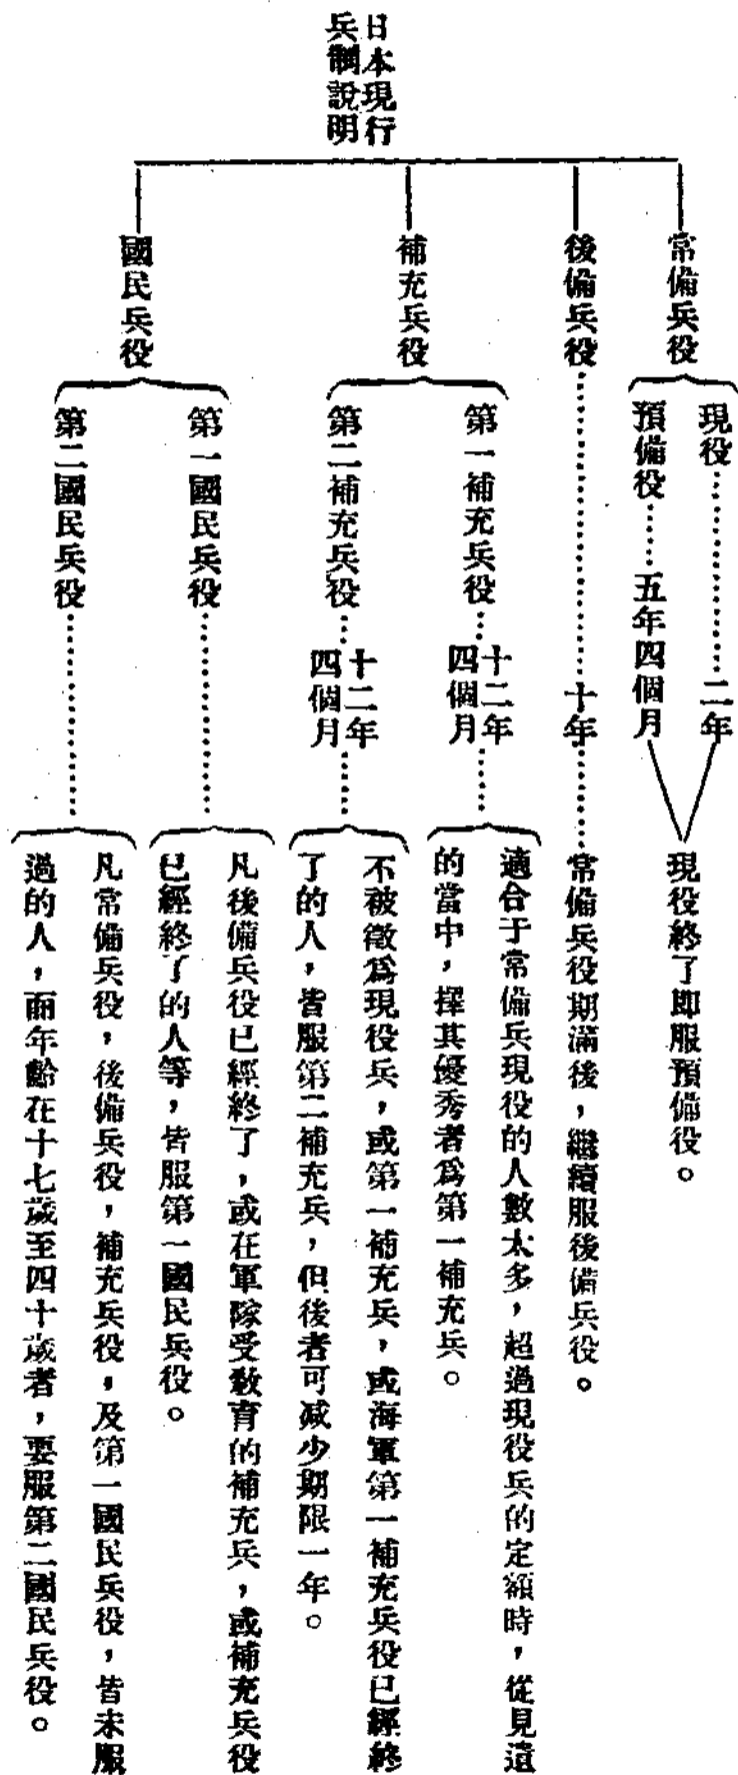 日本現行
兵制說明
常備兵役
現役………二年
預備役……五年四個月
現役終了即服預備役。
後備兵役………………十年………常備兵役期滿後,繼續服後備兵役。
補充兵役
第一補充兵役…
十二年
四個月
適合于常備兵現役的人數太多,超過現役兵的定額時,從見遺
的當中,擇其優秀者爲第一補充兵。
第二補充兵役…
十二年
四個月
不被徵爲現役兵,或第一補充兵,或海軍第一補充兵役已經終
了的人,皆服第二補充兵,但後者可減少期限一年。
國民兵役
第一國民兵役…………
凡後備兵役已經終了,或在軍隊受教育的補充兵,或補充兵役
已經終了的人等,皆服第一國民兵役。
第二國民兵役…………
凡常備兵役,後備兵役,補充兵役,及第一國民兵役,皆未服
過的人,而年齡在十七歲至四十歲者,要服第二國民兵役。